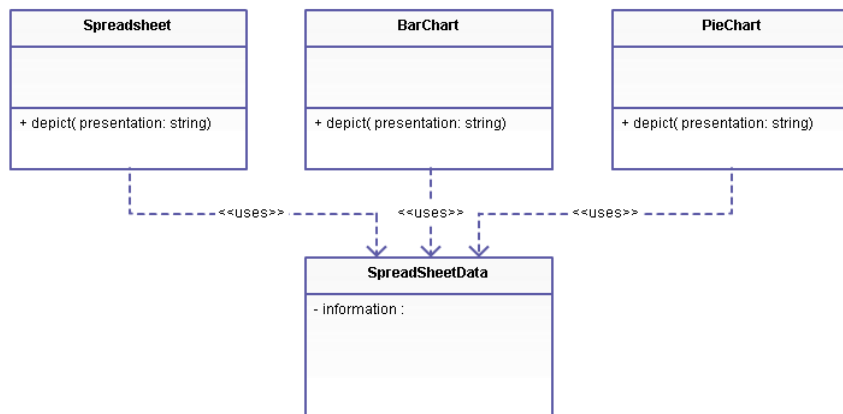 Spreadsheet
BarChart
PieChart
+ depict( presentation: string)
+ depict( presentation: string)
+ depict( presentation: string)
<<uses>>
<<uses>>
<<uses>>
SpreadSheetData
- information :